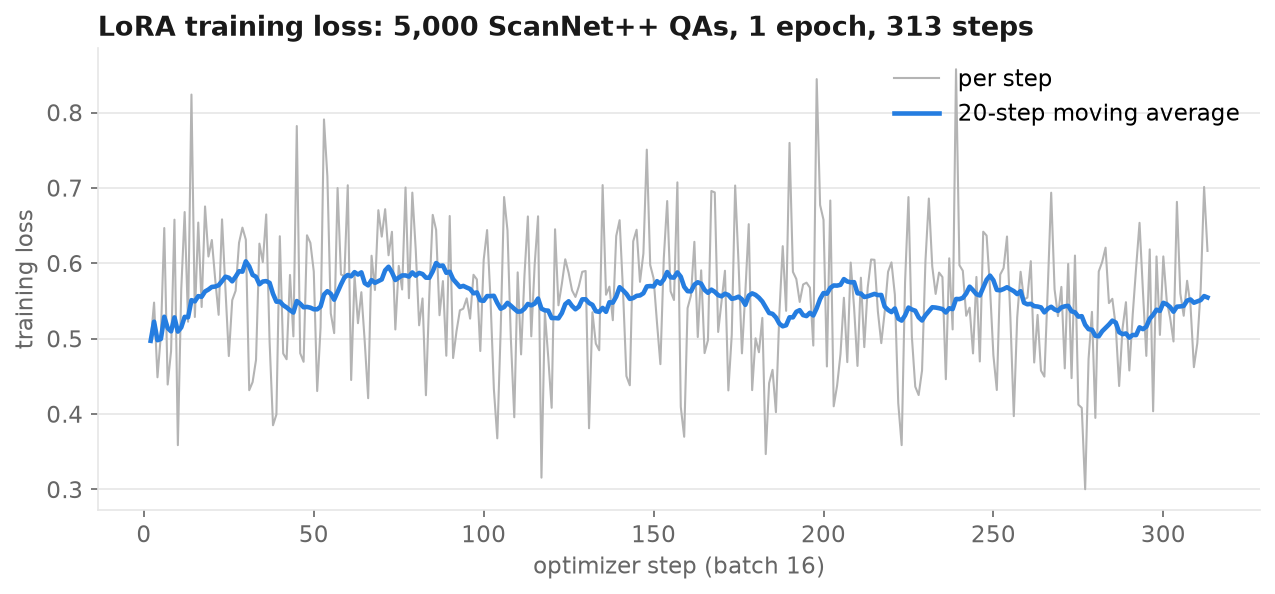 LoRA training loss: 5,000 ScanNet++ QAs, 1 epoch, 313 steps
per step
20-step moving average
training loss
0.8
0.7
0.6
0.5
0.4
0.3
0 50 100 150 200 250 300
optimizer step (batch 16)